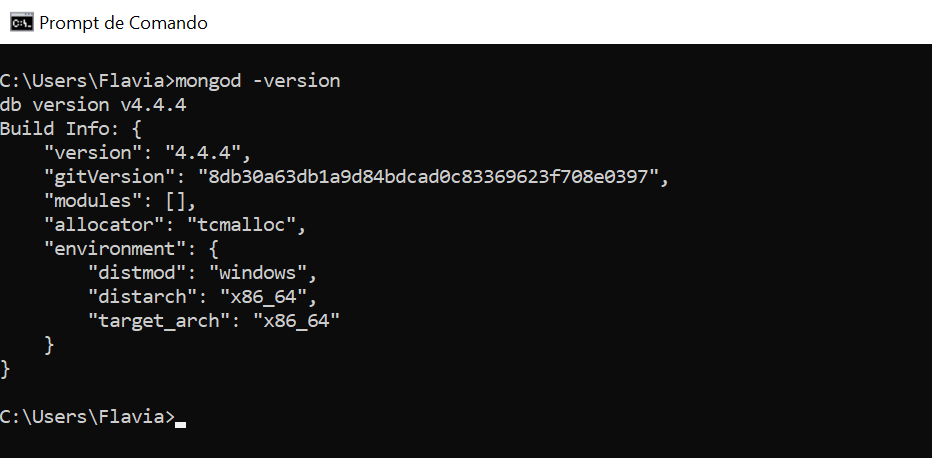 Prompt de Comando
C:\Users\Flavia>mongod -version
db version v4.4.4
Build Info: {
    "version": "4.4.4",
    "gitVersion": "8db30a63db1a9d84bdcad0c83369623f708e0397",
    "modules": [],
    "allocator": "tcmalloc",
    "environment": {
        "distmod": "windows",
        "distarch": "x86_64",
        "target_arch": "x86_64"
    }
}
C:\Users\Flavia>